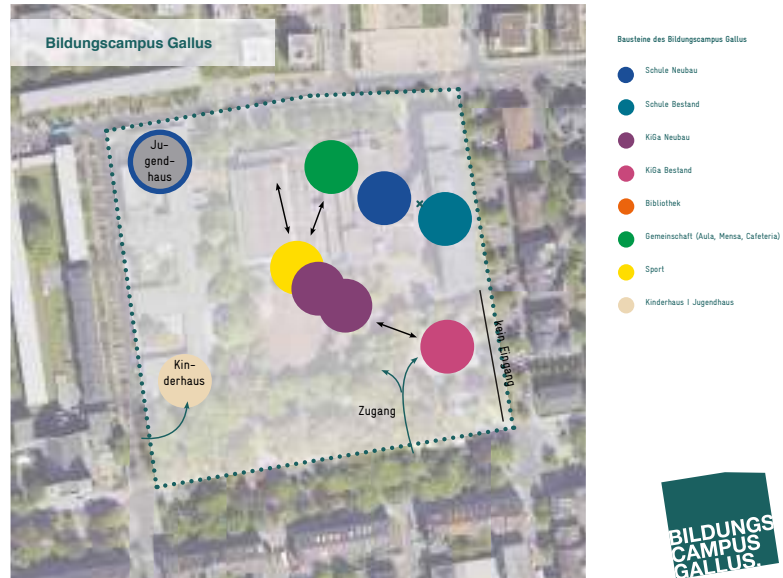 Bildungscampus Gallus
Ju-
gend-
haus
Kin-
derhaus
Zugang
kein Eingang
Bausteine des Bildungscampus Gallus
Schule Neubau
Schule Bestand
KiGa Neubau
KiGa Bestand
Bibliothek
Gemeinschaft (Aula, Mensa, Cafeteria)
Sport
Kinderhaus | Jugendhaus
BILDUNGS
CAMPUS
GALLUS.